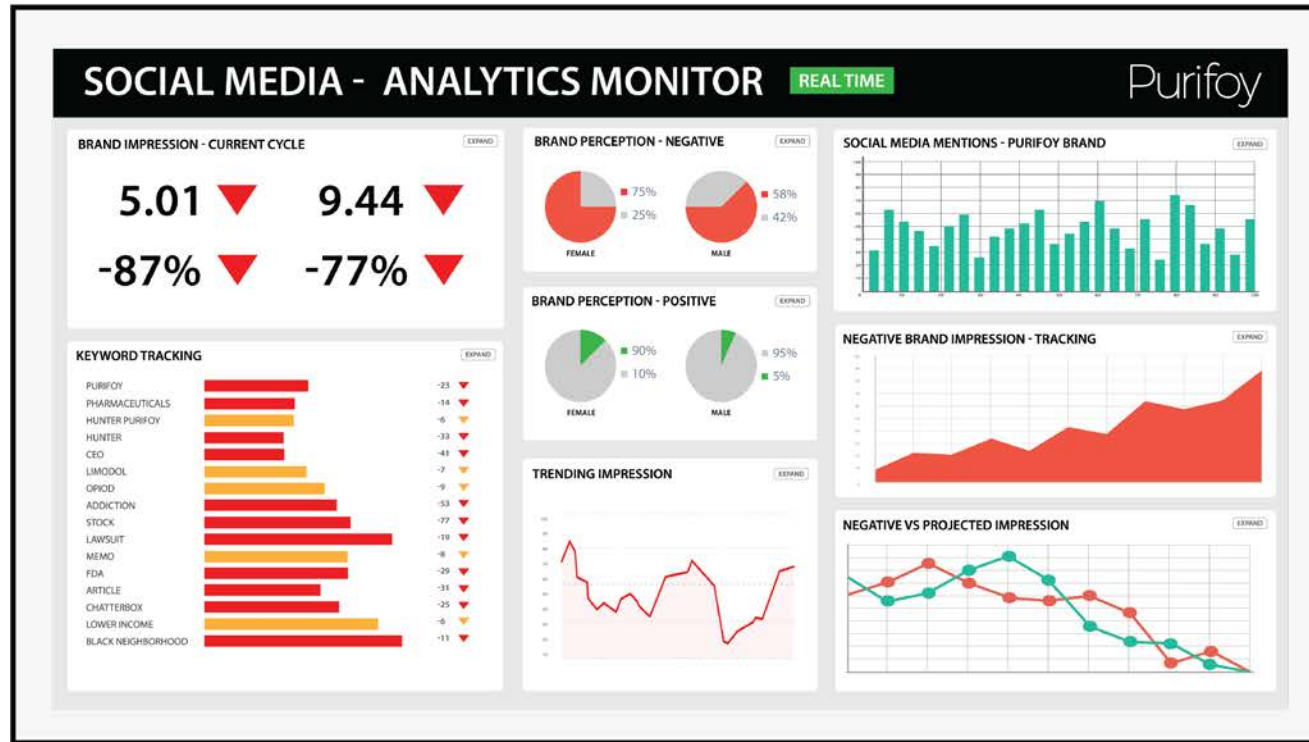 SOCIAL MEDIA - ANALYTICS MONITOR REAL TIME Purifoy
BRAND IMPRESSION - CURRENT CYCLE EXPAND
5.01 9.44
-87% -77%
KEYWORD TRACKING EXPAND
PURIFOY -23
PHARMACEUTICALS -14
HUNTER PURIFOY -6
HUNTER -33
CEO -41
LIMODOL -7
OPIOD -9
ADDICTION -53
STOCK -77
LAWSUIT -19
MEMO -8
FDA -29
ARTICLE -31
CHATTERBOX -25
LOWER INCOME -6
BLACK NEIGHBORHOOD -11
BRAND PERCEPTION - NEGATIVE EXPAND
75%
25%
FEMALE
58%
42%
MALE
BRAND PERCEPTION - POSITIVE EXPAND
90%
10%
FEMALE
95%
5%
MALE
TRENDING IMPRESSION EXPAND
SOCIAL MEDIA MENTIONS - PURIFOY BRAND EXPAND
NEGATIVE BRAND IMPRESSION - TRACKING EXPAND
NEGATIVE VS PROJECTED IMPRESSION EXPAND